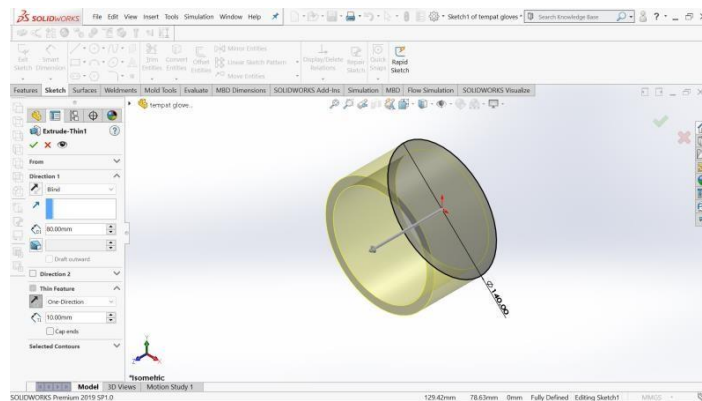 SOLIDWORKS File Edit View Insert Tools Simulation Window Help Sketch1 of tempat gloves * Search Knowledge Base
Exit Sketch Smart Dimension Trim Entities Convert Entities Offset Entities Mirror Entities Linear Sketch Pattern Move Entities Display/Delete Relations Repair Sketch Quick Snaps Rapid Sketch
Features Sketch Surfaces Weldments Mold Tools Evaluate MBD Dimensions SOLIDWORKS Add-Ins Simulation MBD Flow Simulation SOLIDWORKS Visualize
tempat glove...
Extrude-Thin1
From
Direction 1
Blind
80.00mm
Draft outward
Direction 2
Thin Feature
One-Direction
10.00mm
Cap ends
Selected Contours
Ø140.00
*Isometric
Model 3D Views Motion Study 1
SOLIDWORKS Premium 2019 SP1.0 129.42mm 78.63mm 0mm Fully Defined Editing Sketch1 MMGS